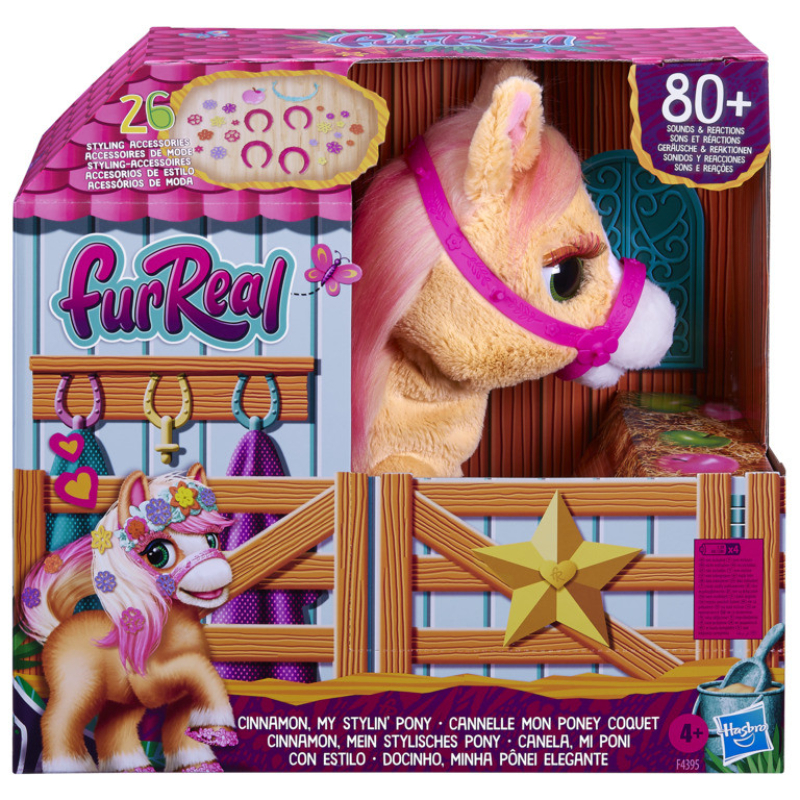 FurReal
26
STYLING ACCESSORIES
ACCESSOIRES DE MODE
STYLING-ACCESSOIRES
ACCESORIOS DE ESTILO
ACESSÓRIOS DE MODA
80+
SOUNDS & REACTIONS
SONS ET RÉACTIONS
GERÄUSCHE & REAKTIONEN
SONIDOS Y REACCIONES
SONS E REAÇÕES
furReal
x4
CINNAMON, MY STYLIN' PONY · CANNELLE MON PONEY COQUET
CINNAMON, MEIN STYLISCHES PONY · CANELA, MI PONI
CON ESTILO · DOCINHO, MINHA PÔNEI ELEGANTE
4+
F4395
Hasbro